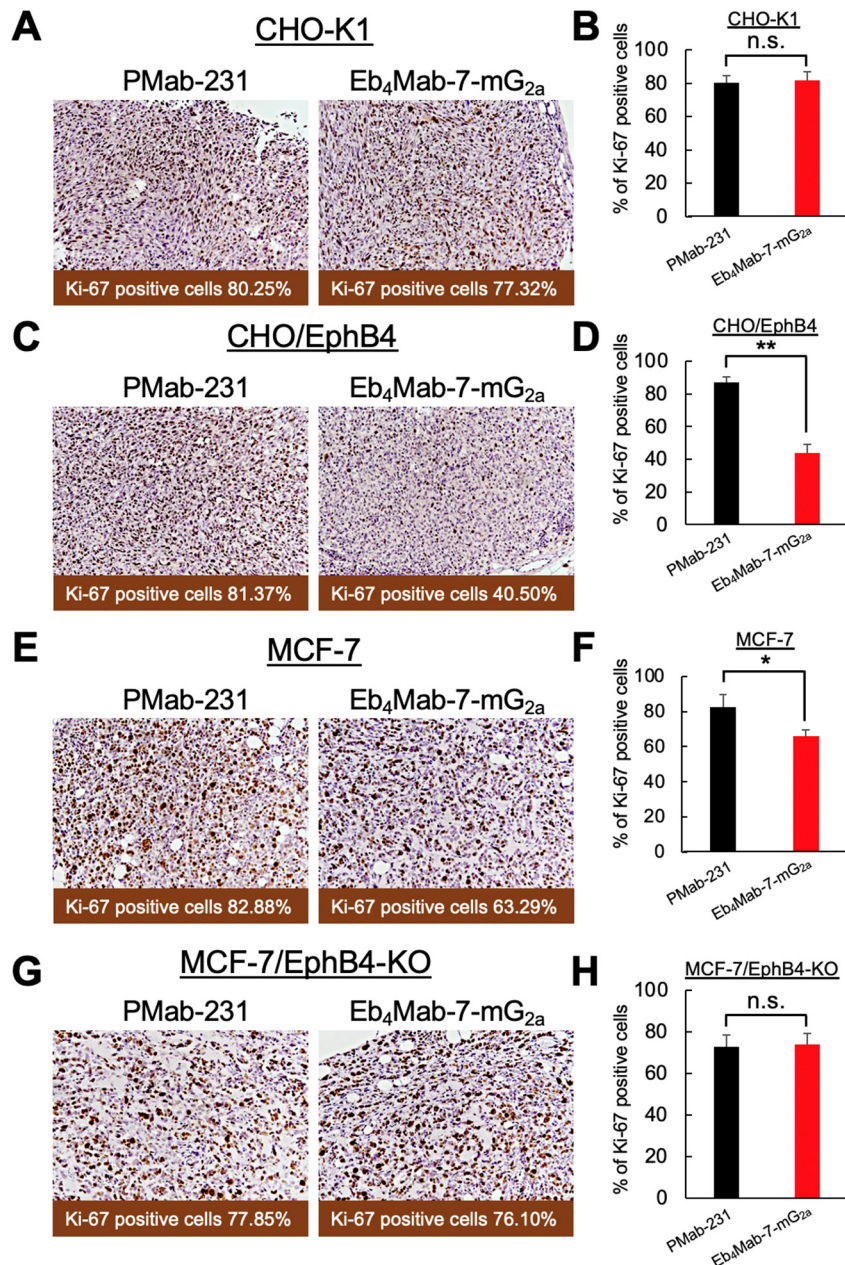 A
CHO-K1
PMab-231
Eb₄Mab-7-mG₂ₐ
Ki-67 positive cells 80.25%
Ki-67 positive cells 77.32%
B
CHO-K1
n.s.
% of Ki-67 positive cells
100
80
60
40
20
0
PMab-231
Eb₄Mab-7-mG₂ₐ
C
CHO/EphB4
PMab-231
Eb₄Mab-7-mG₂ₐ
Ki-67 positive cells 81.37%
Ki-67 positive cells 40.50%
D
CHO/EphB4
**
% of Ki-67 positive cells
100
80
60
40
20
0
PMab-231
Eb₄Mab-7-mG₂ₐ
E
MCF-7
PMab-231
Eb₄Mab-7-mG₂ₐ
Ki-67 positive cells 82.88%
Ki-67 positive cells 63.29%
F
MCF-7
*
% of Ki-67 positive cells
100
80
60
40
20
0
PMab-231
Eb₄Mab-7-mG₂ₐ
G
MCF-7/EphB4-KO
PMab-231
Eb₄Mab-7-mG₂ₐ
Ki-67 positive cells 77.85%
Ki-67 positive cells 76.10%
H
MCF-7/EphB4-KO
n.s.
% of Ki-67 positive cells
100
80
60
40
20
0
PMab-231
Eb₄Mab-7-mG₂ₐ